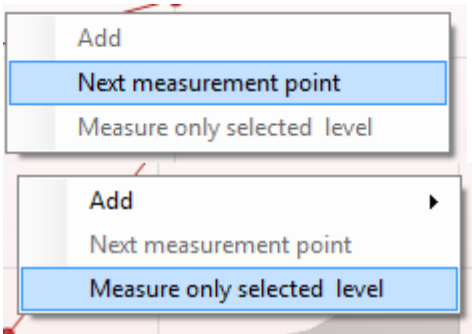 Add
Next measurement point
Measure only selected level
Add
Next measurement point
Measure only selected level